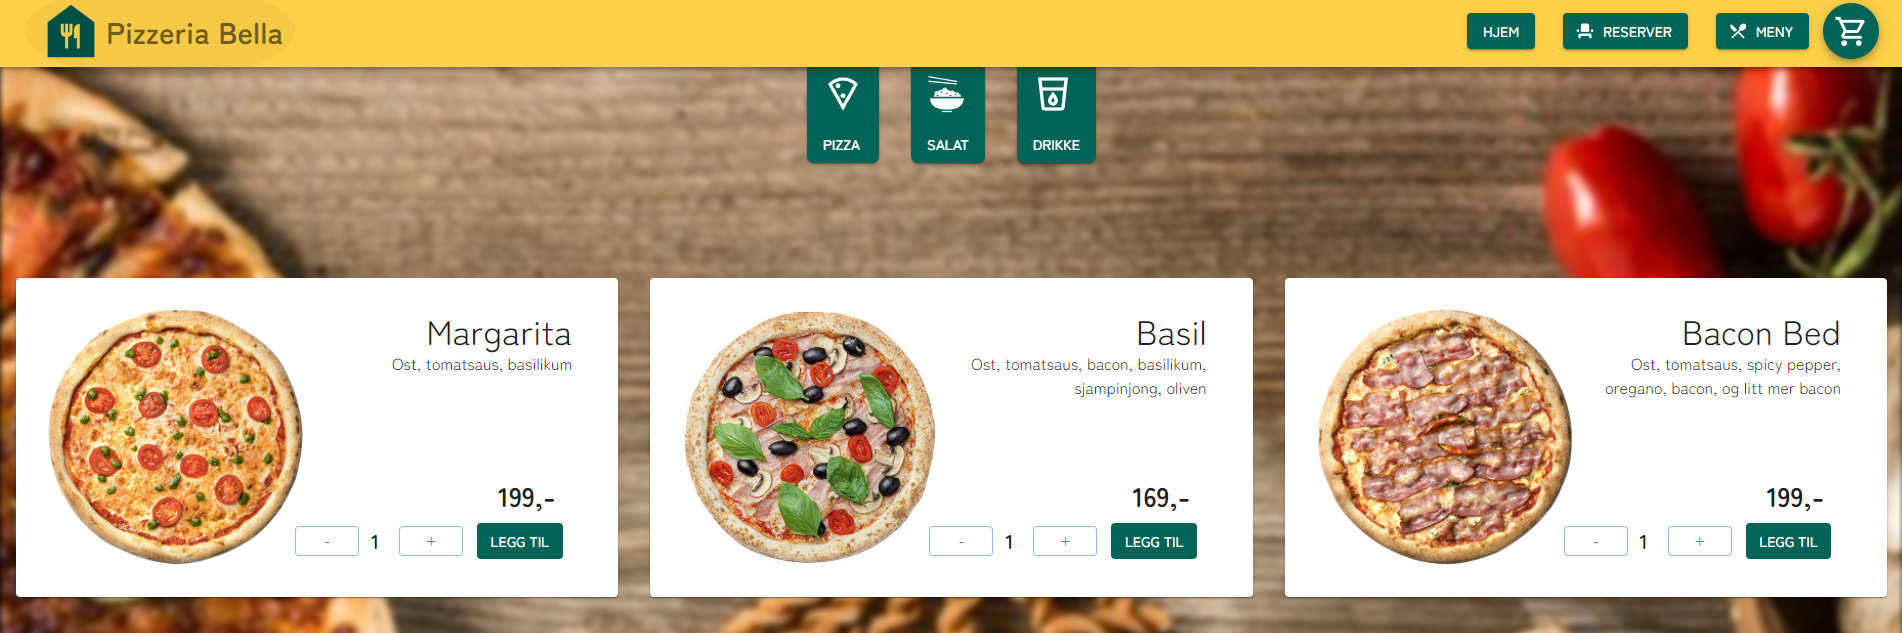 Pizzeria Bella
HJEM
RESERVER
MENY
PIZZA
SALAT
DRIKKE
Margarita
Ost, tomatsaus, basilikum
199,-
- 1 + LEGG TIL
Basil
Ost, tomatsaus, bacon, basilikum,
sjampinjong, oliven
169,-
- 1 + LEGG TIL
Bacon Bed
Ost, tomatsaus, spicy pepper,
oregano, bacon, og litt mer bacon
199,-
- 1 + LEGG TIL